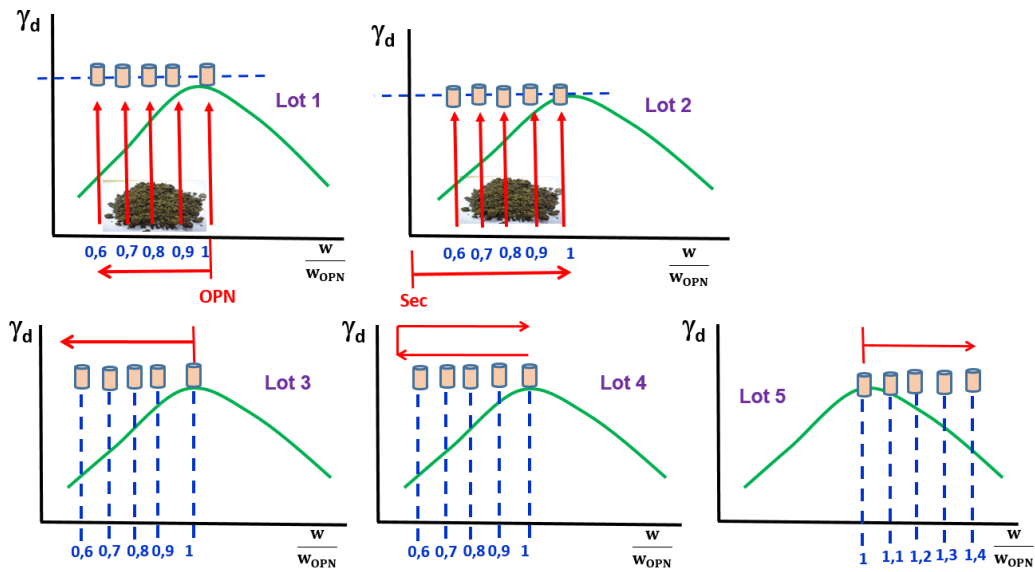 γd
Lot 1
0,6 0,7 0,8 0,9 1
w
wOPN
OPN
γd
Lot 2
0,6 0,7 0,8 0,9 1
w
wOPN
Sec
γd
Lot 3
0,6 0,7 0,8 0,9 1
w
wOPN
γd
Lot 4
0,6 0,7 0,8 0,9 1
w
wOPN
γd
Lot 5
1 1,1 1,2 1,3 1,4
w
wOPN